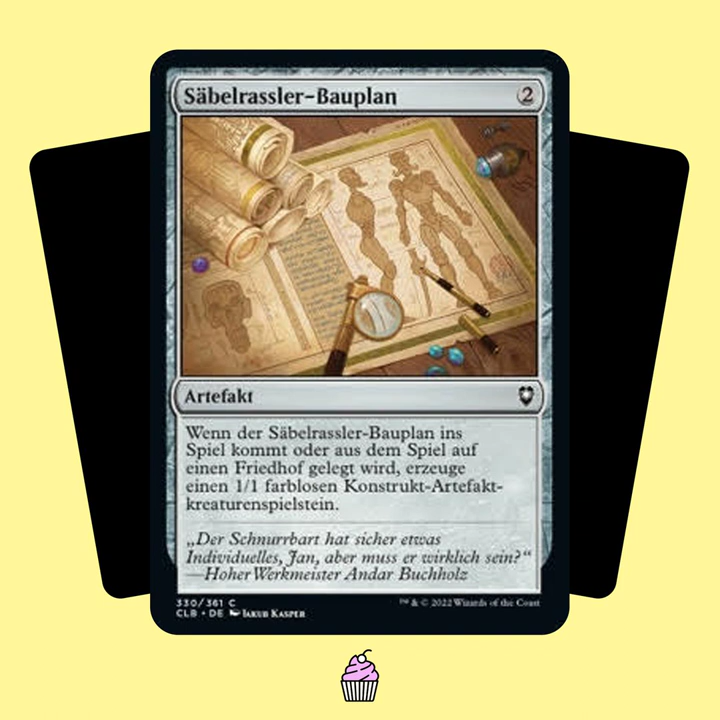 Säbelrassler-Bauplan 2
Artefakt
Wenn der Säbelrassler-Bauplan ins
Spiel kommt oder aus dem Spiel auf
einen Friedhof gelegt wird, erzeuge
einen 1/1 farblosen Konstrukt-Artefakt-
kreaturenspielstein.
„Der Schnurrbart hat sicher etwas
Individuelles, Jan, aber muss er wirklich sein?“
—Hoher Werkmeister Andar Buchholz
330/361 C
CLB • DE Jakub Kasper
™ & © 2022 Wizards of the Coast